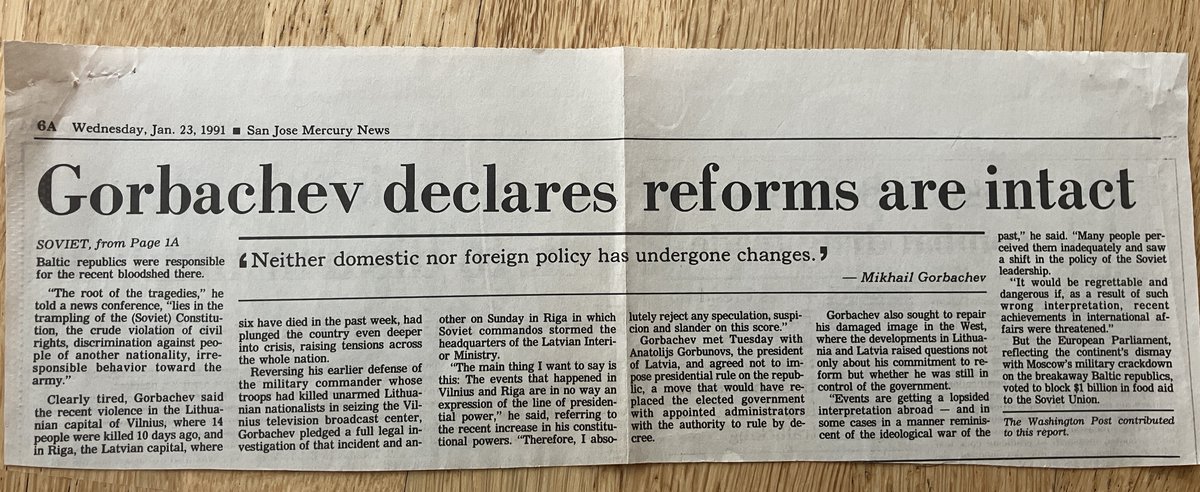 6A Wednesday, Jan. 23, 1991 ■ San Jose Mercury News
Gorbachev declares reforms are intact
SOVIET, from Page 1A
Baltic republics were responsible
for the recent bloodshed there.
"The root of the tragedies," he
told a news conference, "lies in the
trampling of the (Soviet) Constitu-
tion, the crude violation of civil
rights, discrimination against peo-
ple of another nationality, irre-
sponsible behavior toward the
army."
Clearly tired, Gorbachev said
the recent violence in the Lithua-
nian capital of Vilnius, where 14
people were killed 10 days ago, and
in Riga, the Latvian capital, where
‘Neither domestic nor foreign policy has undergone changes.’
— Mikhail Gorbachev
six have died in the past week, had
plunged the country even deeper
into crisis, raising tensions across
the whole nation.
Reversing his earlier defense of
the military commander whose
troops had killed unarmed Lithua-
nian nationalists in seizing the Vil-
nius television broadcast center,
Gorbachev pledged a full legal in-
vestigation of that incident and an-
other on Sunday in Riga in which
Soviet commandos stormed the
headquarters of the Latvian Interi-
or Ministry.
"The main thing I want to say is
this: The events that happened in
Vilnius and Riga are in no way an
expression of the line of presiden-
tial power," he said, referring to
the recent increase in his constitu-
tional powers. "Therefore, I abso-
lutely reject any speculation, suspi-
cion and slander on this score."
Gorbachev met Tuesday with
Anatolijs Gorbunovs, the president
of Latvia, and agreed not to im-
pose presidential rule on the repub-
lic, a move that would have re-
placed the elected government
with appointed administrators
with the authority to rule by de-
cree.
Gorbachev also sought to repair
his damaged image in the West,
where the developments in Lithua-
nia and Latvia raised questions not
only about his commitment to re-
form but whether he was still in
control of the government.
"Events are getting a lopsided
interpretation abroad — and in
some cases in a manner reminis-
cent of the ideological war of the
past," he said. "Many people per-
ceived them inadequately and saw
a shift in the policy of the Soviet
leadership.
"It would be regrettable and
dangerous if, as a result of such
wrong interpretation, recent
achievements in international af-
fairs were threatened."
But the European Parliament,
reflecting the continent's dismay
with Moscow's military crackdown
on the breakaway Baltic republics,
voted to block $1 billion in food aid
to the Soviet Union.
The Washington Post contributed
to this report.